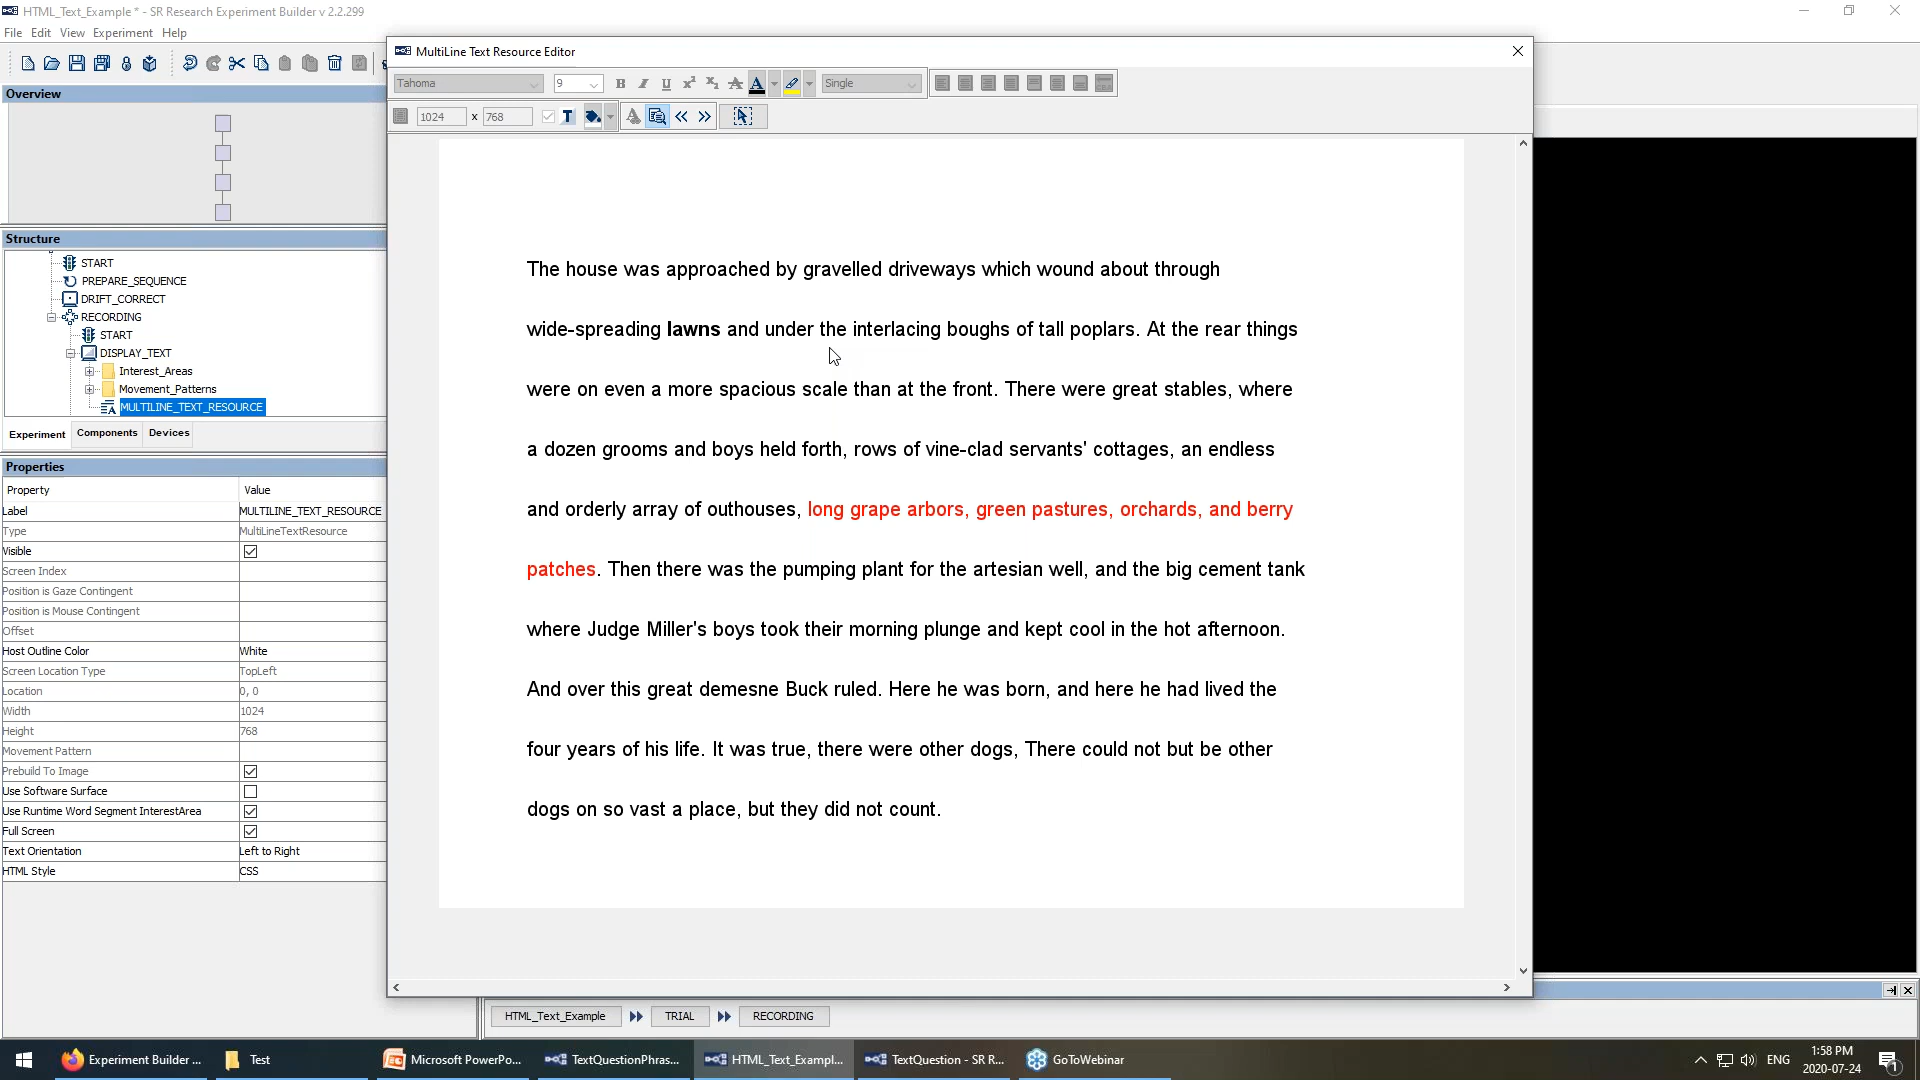 HTML_Text_Example * - SR Research Experiment Builder v 2.2.299
File Edit View Experiment Help
MultiLine Text Resource Editor
Tahoma 9 B I U Single
1024 x 768
Overview
Structure
START
PREPARE_SEQUENCE
DRIFT_CORRECT
RECORDING
START
DISPLAY_TEXT
Interest_Areas
Movement_Patterns
MULTILINE_TEXT_RESOURCE
Experiment Components Devices
Properties
Property Value
Label MULTILINE_TEXT_RESOURCE
Type MultiLineTextResource
Visible
Screen Index
Position is Gaze Contingent
Position is Mouse Contingent
Offset
Host Outline Color White
Screen Location Type TopLeft
Location 0, 0
Width 1024
Height 768
Movement Pattern
Prebuild To Image
Use Software Surface
Use Runtime Word Segment InterestArea
Full Screen
Text Orientation Left to Right
HTML Style CSS
The house was approached by gravelled driveways which wound about through
wide-spreading lawns and under the interlacing boughs of tall poplars. At the rear things
were on even a more spacious scale than at the front. There were great stables, where
a dozen grooms and boys held forth, rows of vine-clad servants' cottages, an endless
and orderly array of outhouses, long grape arbors, green pastures, orchards, and berry
patches. Then there was the pumping plant for the artesian well, and the big cement tank
where Judge Miller's boys took their morning plunge and kept cool in the hot afternoon.
And over this great demesne Buck ruled. Here he was born, and here he had lived the
four years of his life. It was true, there were other dogs, There could not but be other
dogs on so vast a place, but they did not count.
HTML_Text_Example TRIAL RECORDING
Experiment Builder ... Test Microsoft PowerPo... TextQuestionPhras... HTML_Text_Exampl... TextQuestion - SR R... GoToWebinar ENG 1:58 PM
2020-07-24
1